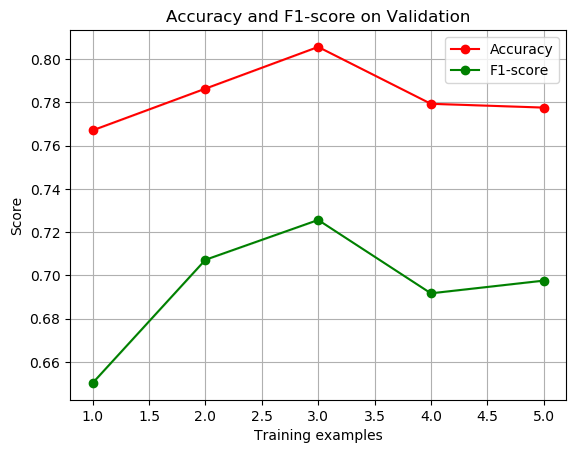 Accuracy and F1-score on Validation
Accuracy
F1-score
0.80
0.78
0.76
0.74
0.72
0.70
0.68
0.66
Score
1.0 1.5 2.0 2.5 3.0 3.5 4.0 4.5 5.0
Training examples